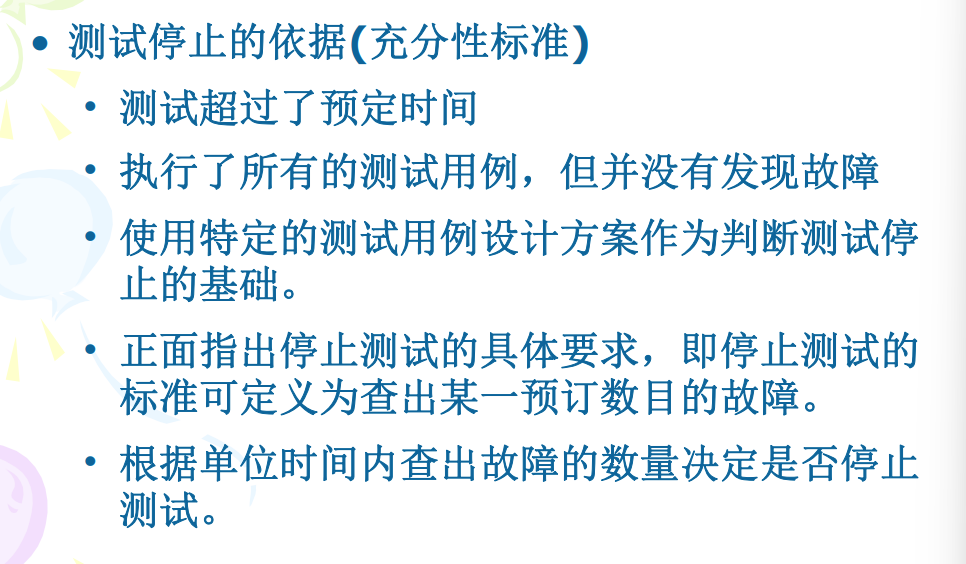 • 测试停止的依据(充分性标准)
• 测试超过了预定时间
• 执行了所有的测试用例，但并没有发现故障
• 使用特定的测试用例设计方案作为判断测试停
止的基础。
• 正面指出停止测试的具体要求，即停止测试的
标准可定义为查出某一预订数目的故障。
• 根据单位时间内查出故障的数量决定是否停止
测试。